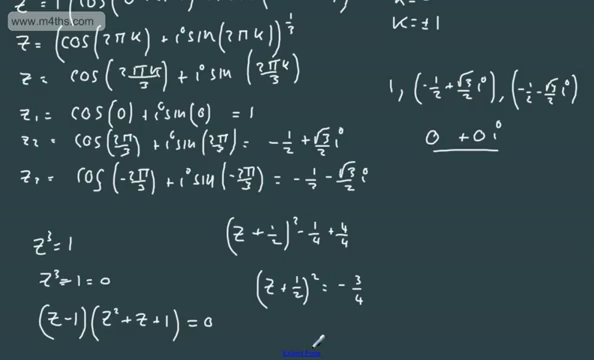 www.m4ths.com
z = (cos(2πk) + i sin(2πk))^(1/3)
k = ±1
z = cos(2πk/3) + i sin(2πk/3)
z₁ = cos(0) + i sin(0) = 1
z₂ = cos(2π/3) + i sin(2π/3) = -1/2 + √3/2 i
z₃ = cos(-2π/3) + i sin(-2π/3) = -1/2 - √3/2 i
1, (-1/2 + √3/2 i), (-1/2 - √3/2 i)
0 + 0i
z³ = 1
z³ - 1 = 0
(z - 1)(z² + z + 1) = 0
(z + 1/2)² - 1/4 + 4/4
(z + 1/2)² = -3/4